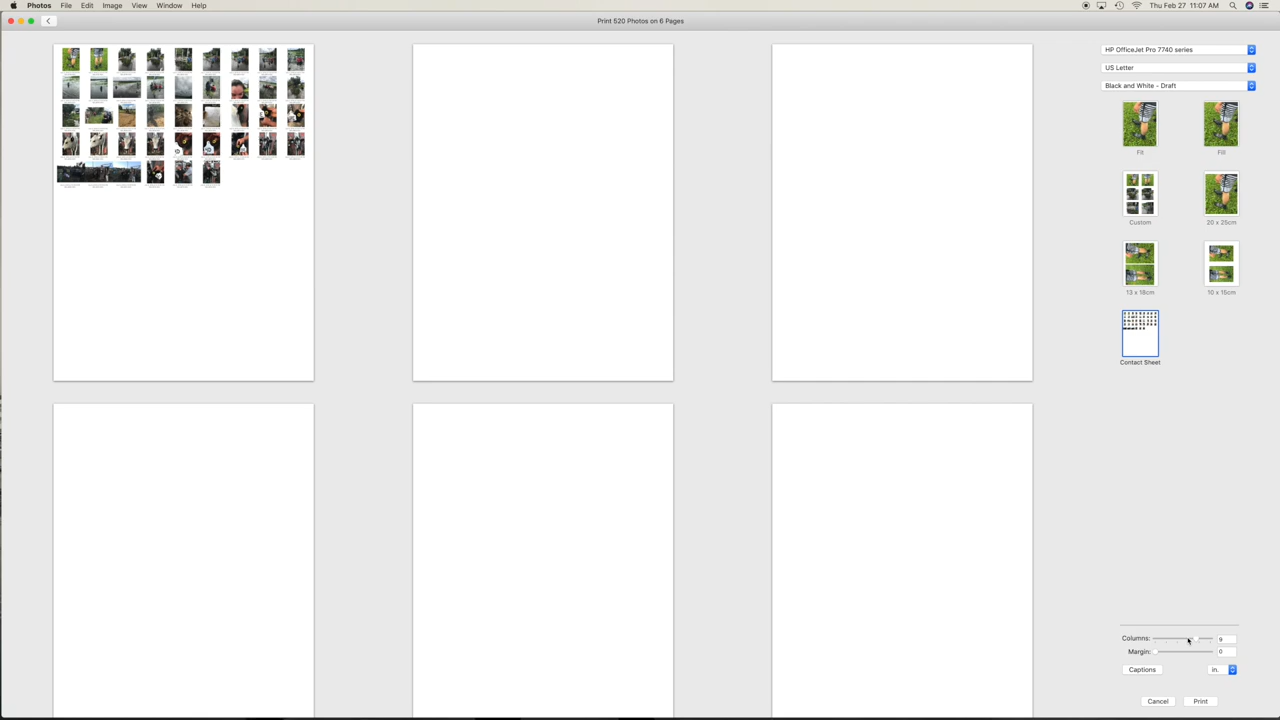 Photos File Edit Image View Window Help Thu Feb 27 11:07 AM
Print 520 Photos on 6 Pages
HP OfficeJet Pro 7740 series
US Letter
Black and White - Draft
Fit Fill
Custom 20 x 25cm
13 x 18cm 10 x 15cm
Contact Sheet
Columns: 9
Margin: 0
Captions in.
Cancel Print